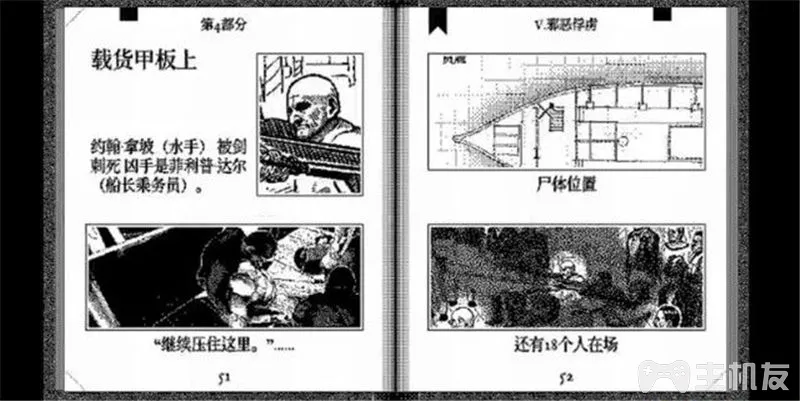 第4部分
载货甲板上
约翰·拿坡（水手）被剑
刺死 凶手是菲利普·达尔
（船长乘务员）。
“继续压住这里。”……
51
V.邪恶俘虏
货舱
尸体位置
还有18个人在场
52
主机友